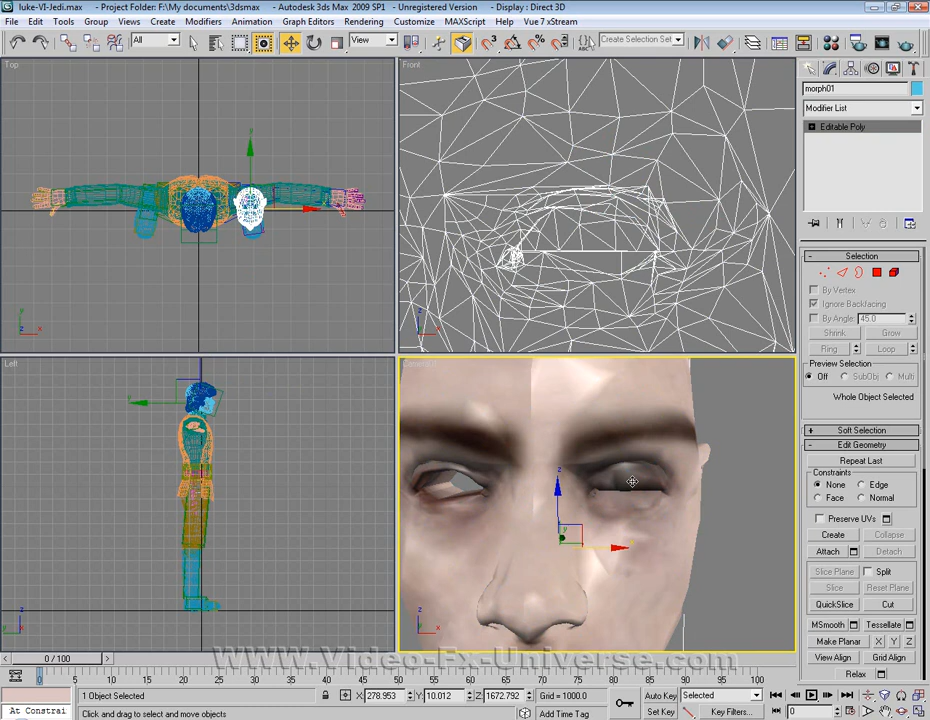 luke-VI-Jedi.max - Project Folder: F:\My documents\3dsmax - Autodesk 3ds Max 2009 SP1 - Unregistered Version - Display : Direct 3D
File Edit Tools Group Views Create Modifiers Animation Graph Editors Rendering Customize MAXScript Help Vue 7 xStream
All View Create Selection Set
Top
Front
morph01
Modifier List
Editable Poly
Selection
By Vertex
Ignore Backfacing
By Angle: 45.0
Shrink Grow
Ring Loop
Preview Selection
Off SubObj Multi
Whole Object Selected
Left
Soft Selection
Edit Geometry
Repeat Last
Constraints
None Edge
Face Normal
Preserve UVs
Create Collapse
Attach Detach
Slice Plane Split
Slice Reset Plane
QuickSlice Cut
MSmooth Tessellate
Make Planar X Y Z
View Align Grid Align
Relax
www.Video-Fx-Universe.com
0 / 100
0 5 10 15 20 25 30 35 40 45 50 55 60 65 70 75 80 85 90 95 100
1 Object Selected X: 278.953 Y: 10.012 Z: 1672.792 Grid = 1000.0 Auto Key Selected
At Constrai Click and drag to select and move objects Add Time Tag Set Key Key Filters... 0